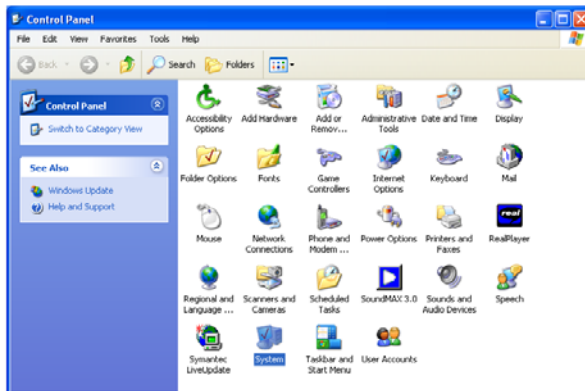 Control Panel
File Edit View Favorites Tools Help
Back Search Folders
Control Panel
Switch to Category View
See Also
Windows Update
Help and Support
Accessibility Options
Add Hardware
Add or Remov...
Administrative Tools
Date and Time
Display
Folder Options
Fonts
Game Controllers
Internet Options
Keyboard
Mail
Mouse
Network Connections
Phone and Modem ...
Power Options
Printers and Faxes
real
RealPlayer
Regional and Language ...
Scanners and Cameras
Scheduled Tasks
SoundMAX 3.0
Sounds and Audio Devices
Speech
Symantec LiveUpdate
System
Taskbar and Start Menu
User Accounts